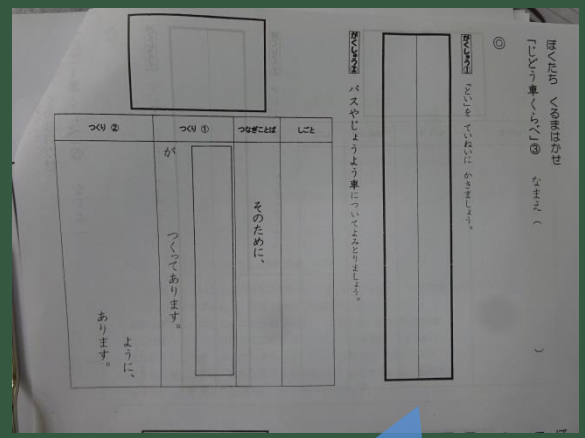 ぼくたち くるまはかせ
「じどう車くらべ」③ なまえ( )
◎
がくしゅう① 「とい」を ていねいに かきましょう。
がくしゅう② バスやじょうよう車についてよみとりましょう。
しごと
つなぎことば
そのために、
つくり ①
が
つくってあります。
つくり ②
ように、
あります。